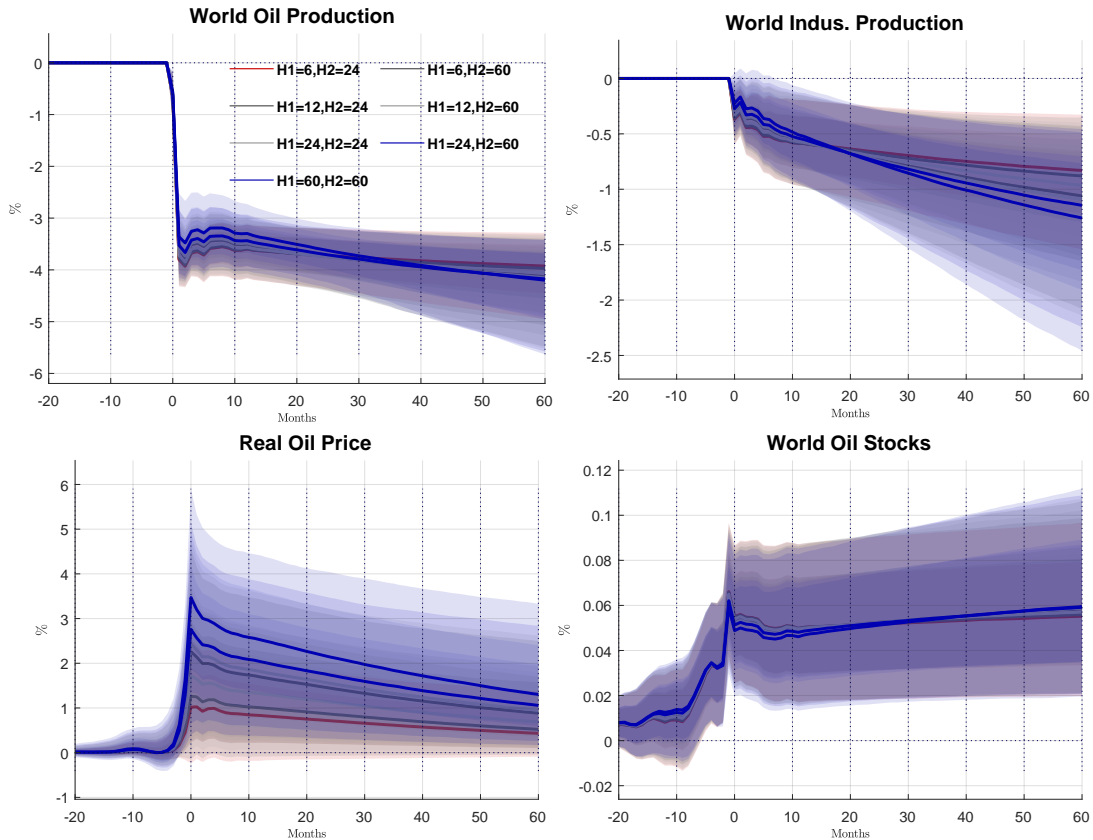 World Oil Production
0
-1
-2
-3
-4
-5
-6
%
-20 -10 0 10 20 30 40 50 60
Months
H1=6,H2=24 H1=6,H2=60
H1=12,H2=24 H1=12,H2=60
H1=24,H2=24 H1=24,H2=60
H1=60,H2=60
World Indus. Production
0
-0.5
-1
-1.5
-2
-2.5
%
-20 -10 0 10 20 30 40 50 60
Months
Real Oil Price
6
5
4
3
2
1
0
-1
%
-20 -10 0 10 20 30 40 50 60
Months
World Oil Stocks
0.12
0.1
0.08
0.06
0.04
0.02
0
-0.02
%
-20 -10 0 10 20 30 40 50 60
Months